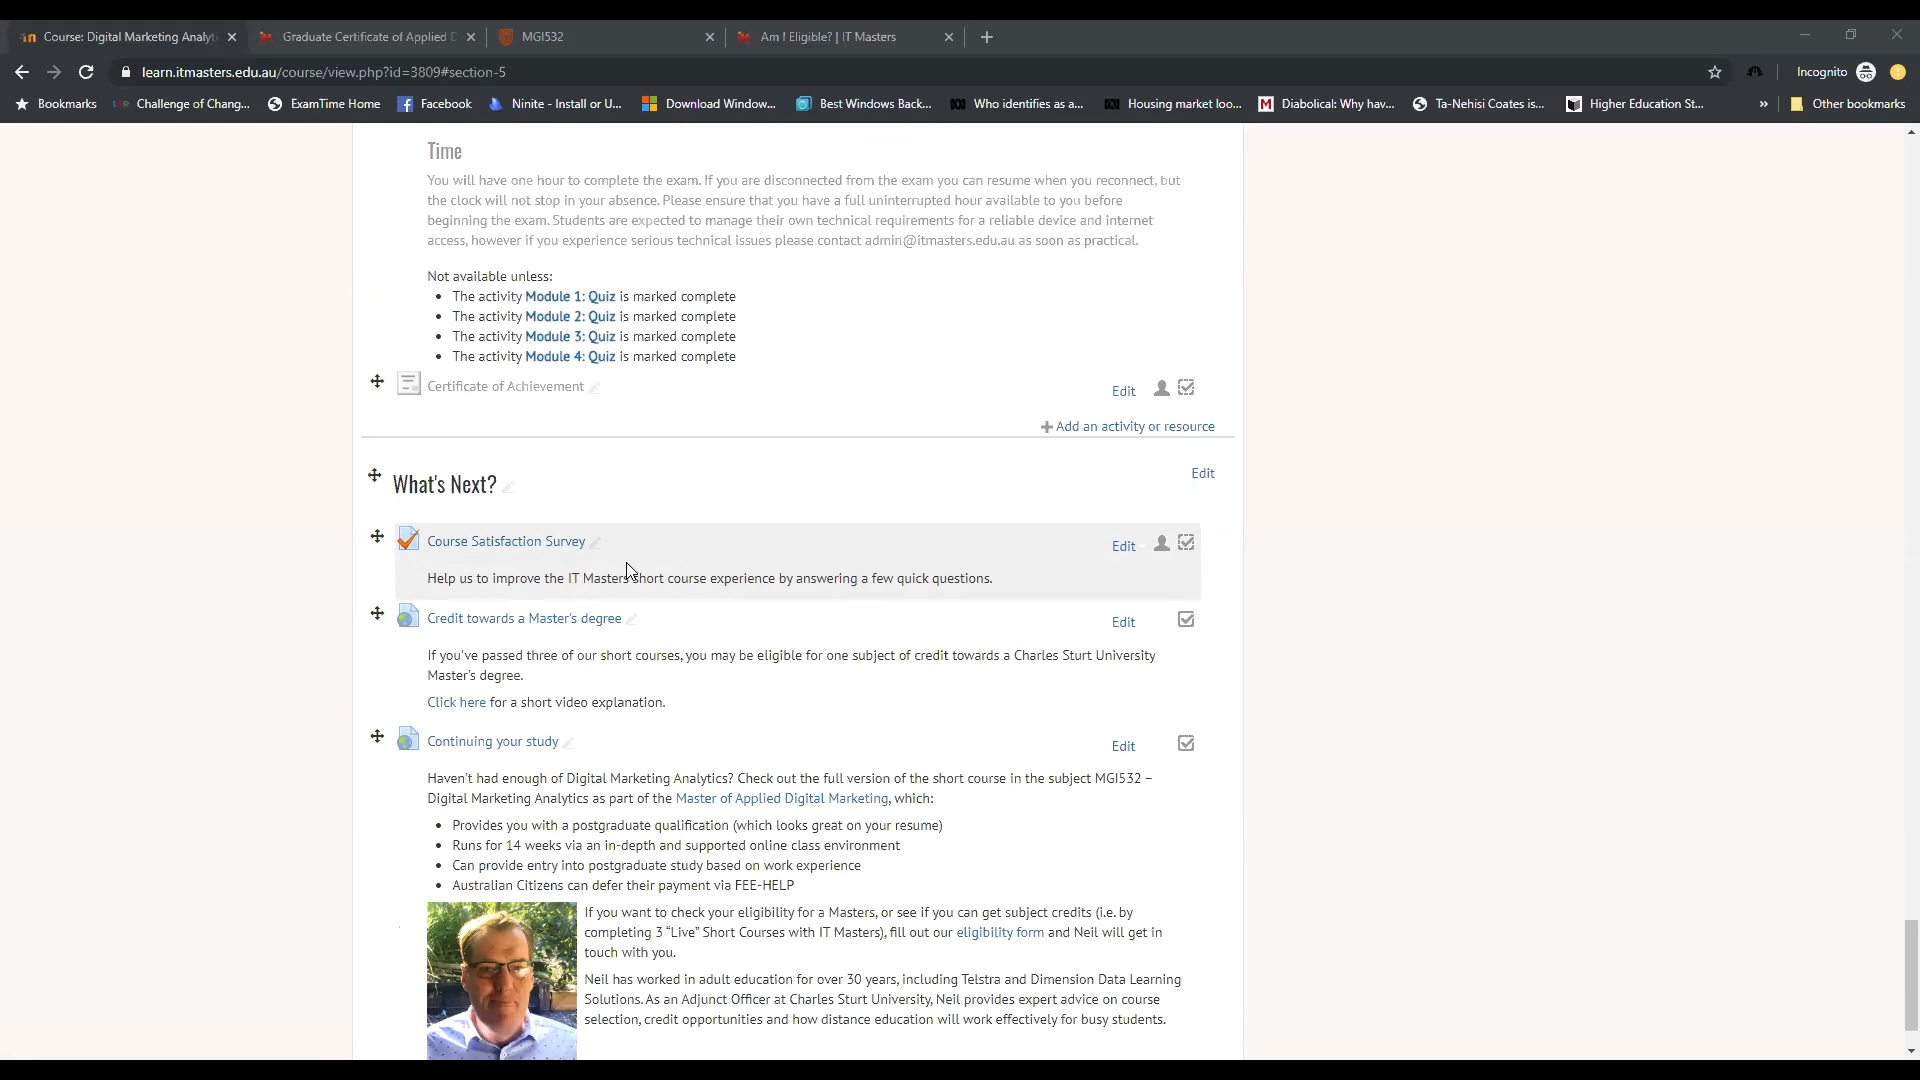 Course: Digital Marketing Analyti
Graduate Certificate of Applied D
MGI532
Am I Eligible? | IT Masters
learn.itmasters.edu.au/course/view.php?id=3809#section-5
Incognito
Bookmarks
Challenge of Chang...
ExamTime Home
Facebook
Ninite - Install or U...
Download Window...
Best Windows Back...
Who identifies as a...
Housing market loo...
Diabolical: Why hav...
Ta-Nehisi Coates is...
Higher Education St...
»
Other bookmarks
Time
You will have one hour to complete the exam. If you are disconnected from the exam you can resume when you reconnect, but
the clock will not stop in your absence. Please ensure that you have a full uninterrupted hour available to you before
beginning the exam. Students are expected to manage their own technical requirements for a reliable device and internet
access, however if you experience serious technical issues please contact admin@itmasters.edu.au as soon as practical.
Not available unless:
• The activity Module 1: Quiz is marked complete
• The activity Module 2: Quiz is marked complete
• The activity Module 3: Quiz is marked complete
• The activity Module 4: Quiz is marked complete
Certificate of Achievement
Edit
Add an activity or resource
What's Next?
Edit
Course Satisfaction Survey
Edit
Help us to improve the IT Masters short course experience by answering a few quick questions.
Credit towards a Master's degree
Edit
If you've passed three of our short courses, you may be eligible for one subject of credit towards a Charles Sturt University
Master's degree.
Click here for a short video explanation.
Continuing your study
Edit
Haven't had enough of Digital Marketing Analytics? Check out the full version of the short course in the subject MGI532 –
Digital Marketing Analytics as part of the Master of Applied Digital Marketing, which:
• Provides you with a postgraduate qualification (which looks great on your resume)
• Runs for 14 weeks via an in-depth and supported online class environment
• Can provide entry into postgraduate study based on work experience
• Australian Citizens can defer their payment via FEE-HELP
If you want to check your eligibility for a Masters, or see if you can get subject credits (i.e. by
completing 3 “Live” Short Courses with IT Masters), fill out our eligibility form and Neil will get in
touch with you.
Neil has worked in adult education for over 30 years, including Telstra and Dimension Data Learning
Solutions. As an Adjunct Officer at Charles Sturt University, Neil provides expert advice on course
selection, credit opportunities and how distance education will work effectively for busy students.